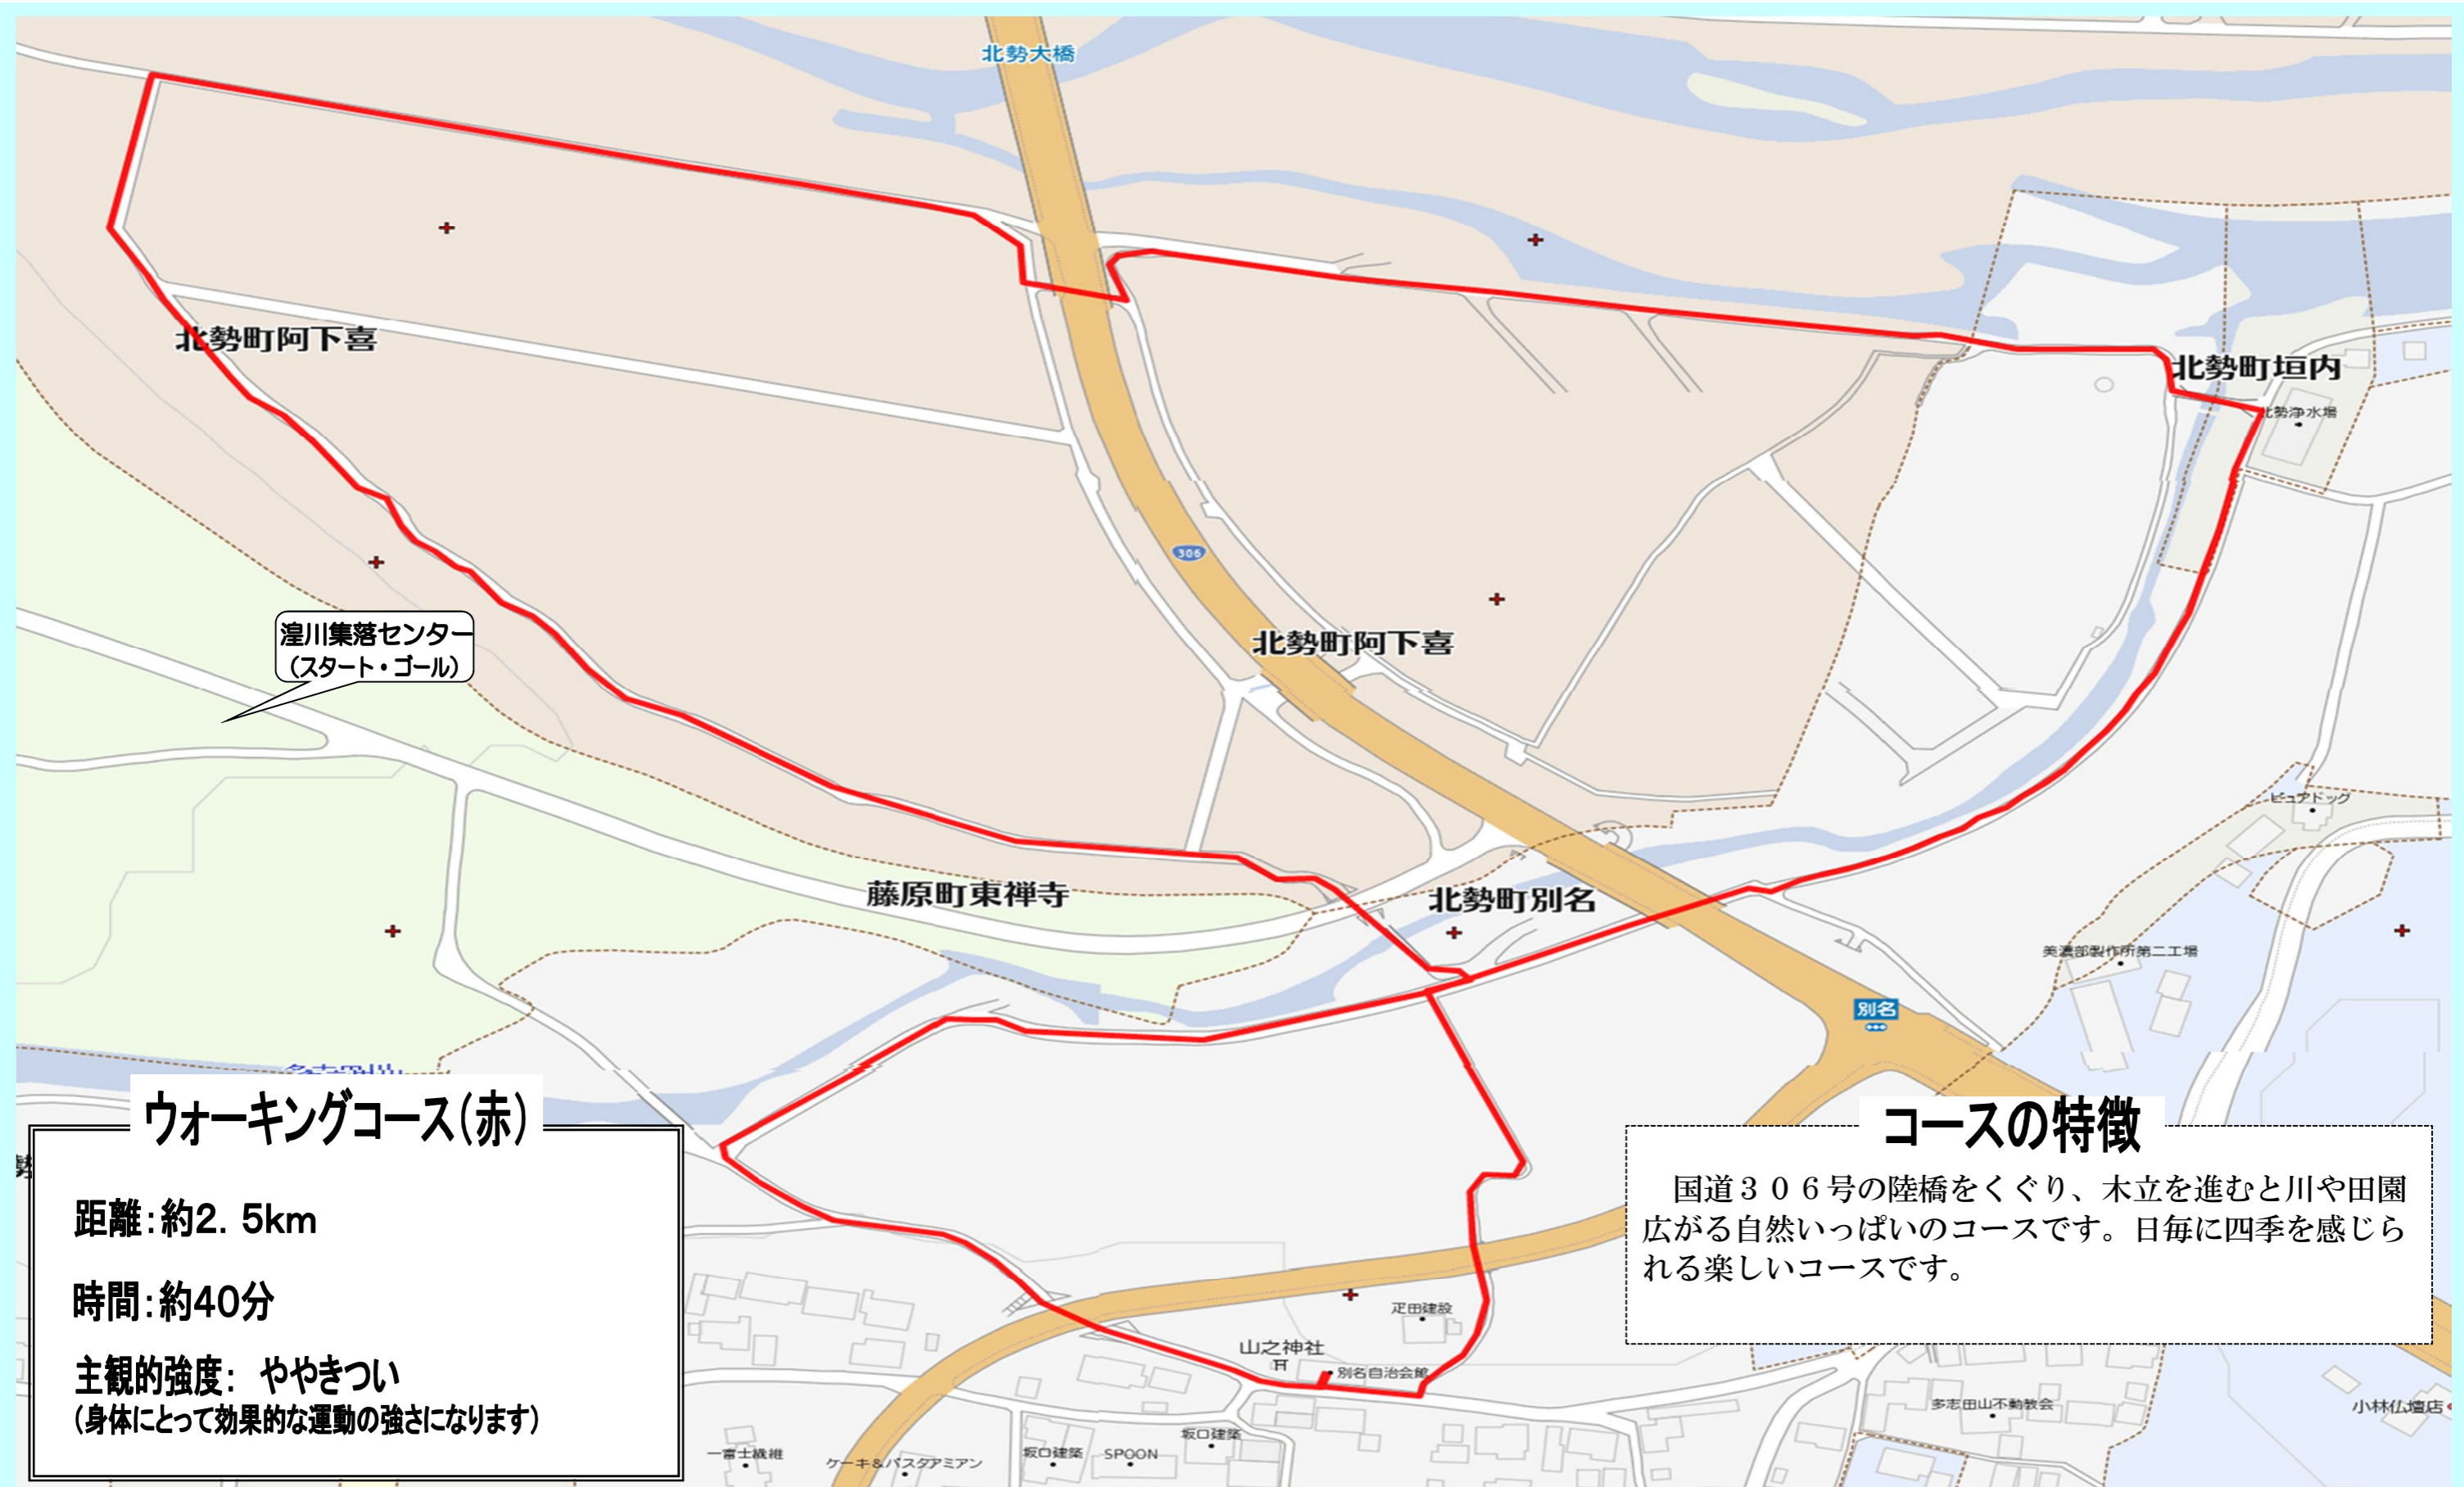 北勢大橋
北勢町阿下喜
北勢町垣内
北勢浄水場
306
湟川集落センター
(スタート・ゴール)
北勢町阿下喜
ピュアドッグ
藤原町東禅寺
北勢町別名
美濃部製作所第二工場
別名
ウォーキングコース(赤)
距離:約2.5km
時間:約40分
主観的強度: ややきつい
(身体にとって効果的な運動の強さになります)
コースの特徴
国道306号の陸橋をくぐり、木立を進むと川や田園
広がる自然いっぱいのコースです。日毎に四季を感じら
れる楽しいコースです。
疋田建設
山之神社
別名自治会館
多志田山不動教会
小林仏壇店
一富士繊維
ケーキ&パスタアミアン
坂口建築
SPOON
坂口建築